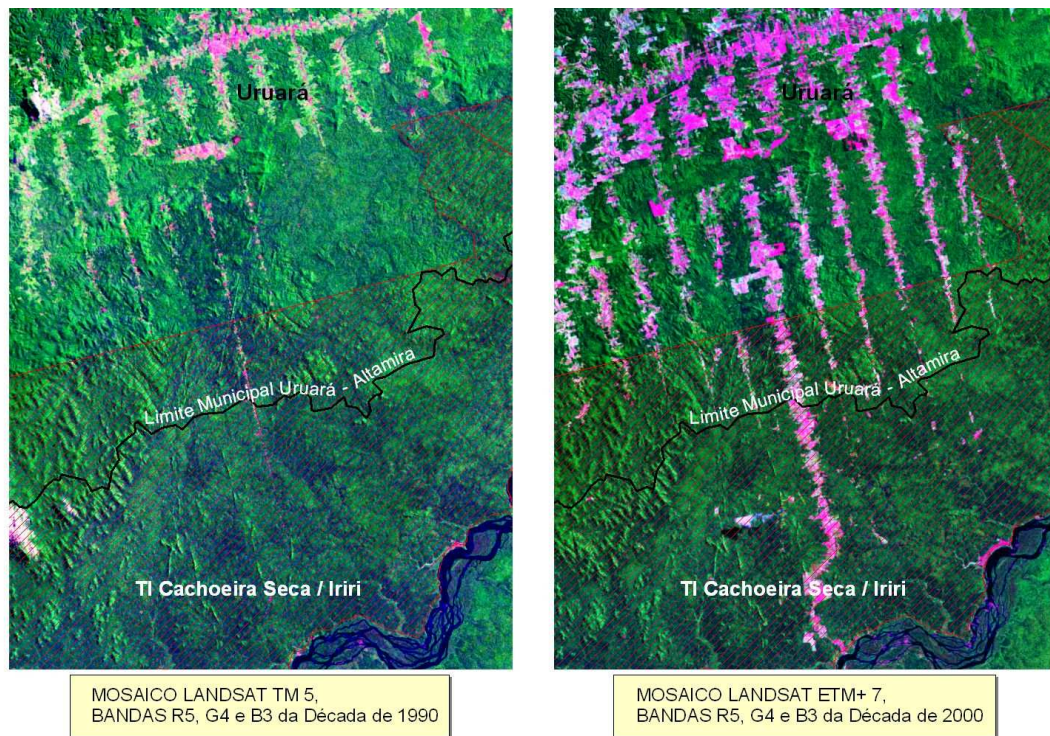 Uruará
Limite Municipal Uruará - Altamira
TI Cachoeira Seca / Iriri
MOSAICO LANDSAT TM 5,
BANDAS R5, G4 e B3 da Década de 1990
Uruará
Limite Municipal Uruará - Altamira
TI Cachoeira Seca / Iriri
MOSAICO LANDSAT ETM+ 7,
BANDAS R5, G4 e B3 da Década de 2000